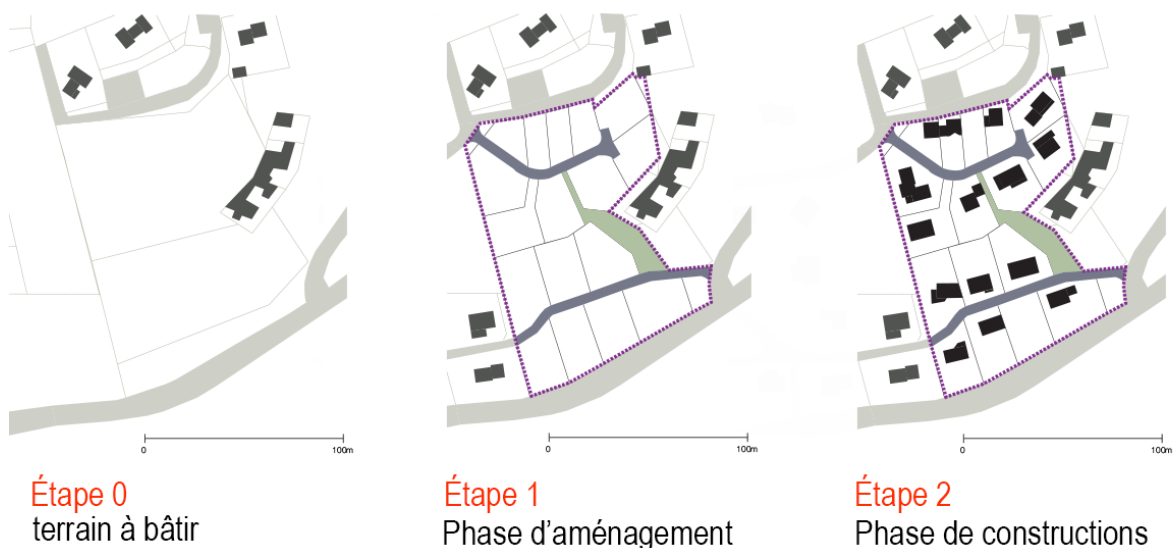 0 100m
0 100m
0 100m
Étape 0
terrain à bâtir
Étape 1
Phase d’aménagement
Étape 2
Phase de constructions